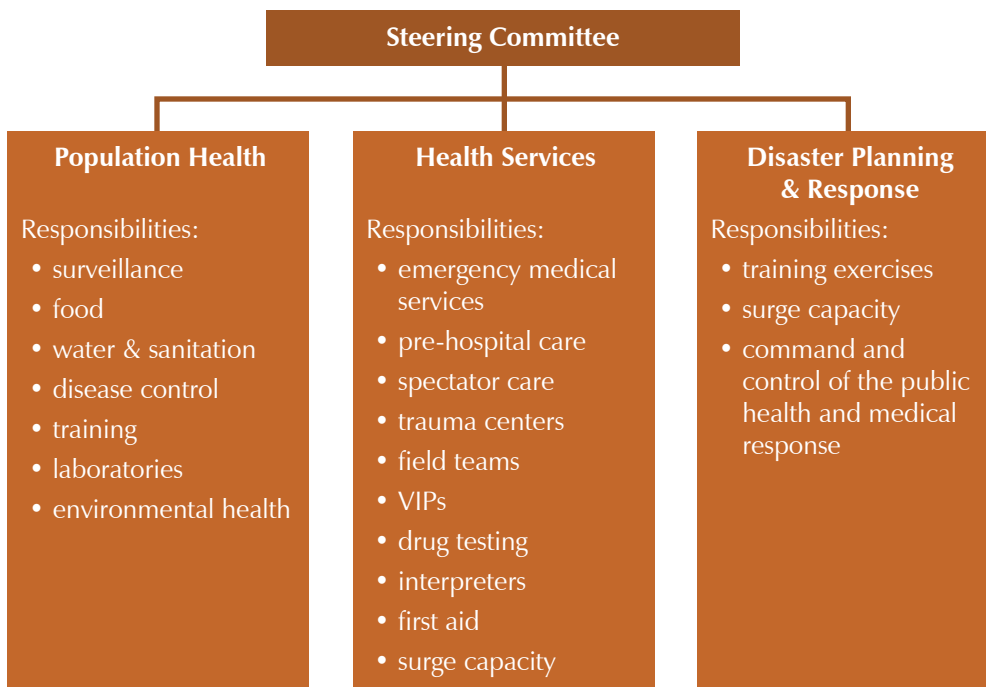 Steering Committee
Population Health
Responsibilities:
• surveillance
• food
• water & sanitation
• disease control
• training
• laboratories
• environmental health
Health Services
Responsibilities:
• emergency medical
services
• pre-hospital care
• spectator care
• trauma centers
• field teams
• VIPs
• drug testing
• interpreters
• first aid
• surge capacity
Disaster Planning
& Response
Responsibilities:
• training exercises
• surge capacity
• command and
control of the public
health and medical
response